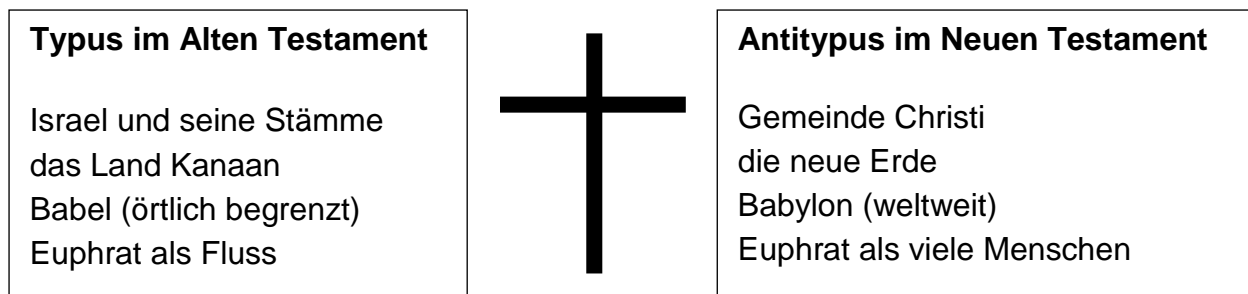 Typus im Alten Testament
Israel und seine Stämme
das Land Kanaan
Babel (örtlich begrenzt)
Euphrat als Fluss
Antitypus im Neuen Testament
Gemeinde Christi
die neue Erde
Babylon (weltweit)
Euphrat als viele Menschen